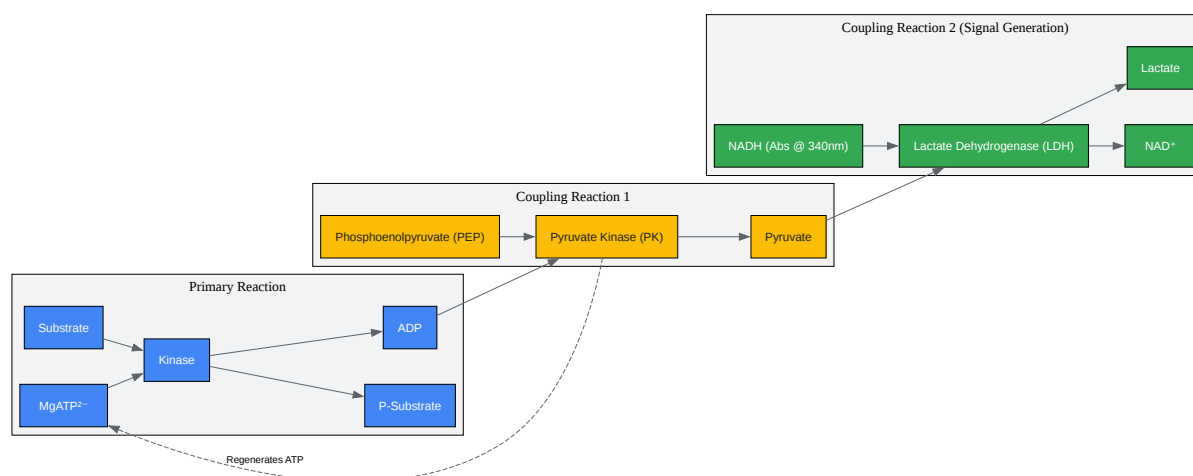 Coupling Reaction 2 (Signal Generation)
Lactate
NADH (Abs @ 340nm)
Lactate Dehydrogenase (LDH)
NAD⁺
Coupling Reaction 1
Phosphoenolpyruvate (PEP)
Pyruvate Kinase (PK)
Pyruvate
Primary Reaction
Substrate
ADP
Kinase
MgATP²⁻
P-Substrate
Regenerates ATP